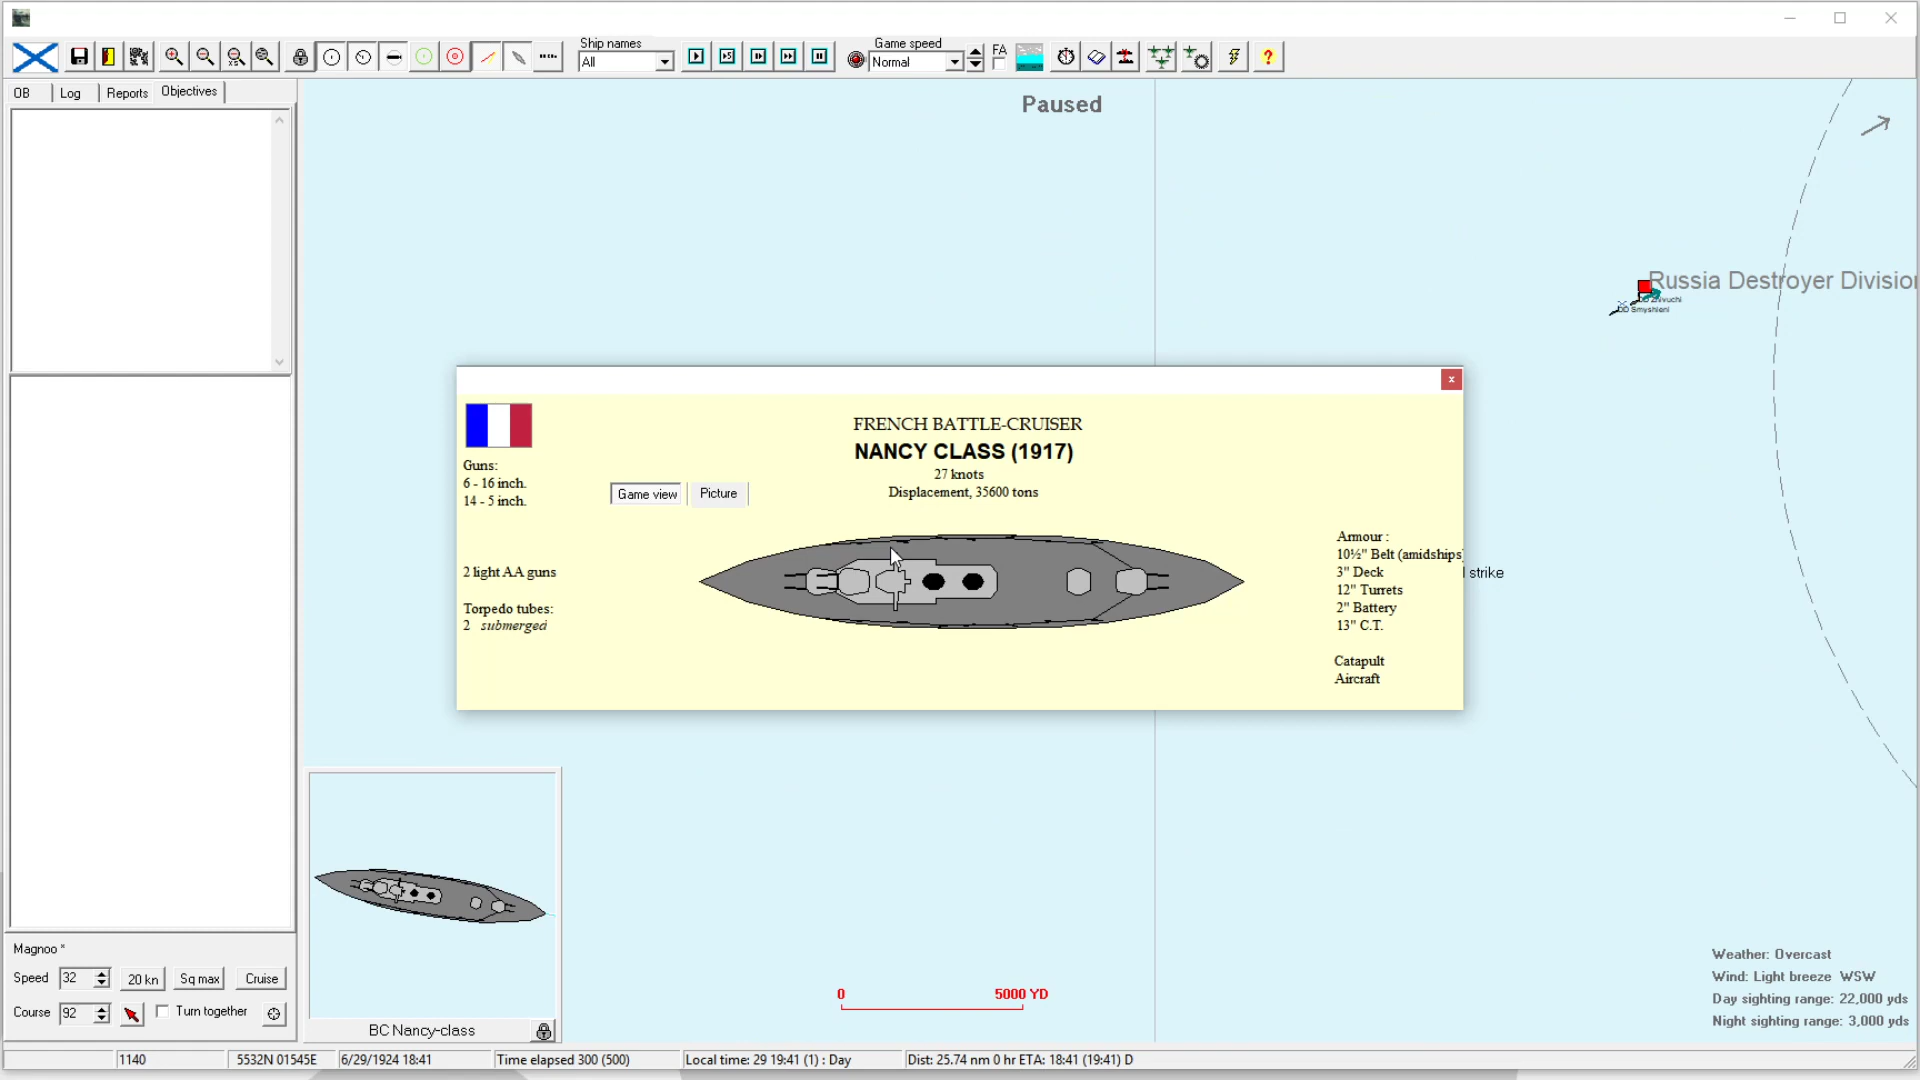 Ship names
All
Game speed
Normal
FA
OB
Log
Reports
Objectives
Paused
Russia Destroyer Division
DD Zhivuchi
DD Smyshleni
FRENCH BATTLE-CRUISER
NANCY CLASS (1917)
27 knots
Displacement, 35600 tons
Guns:
6 - 16 inch.
14 - 5 inch.
Game view
Picture
2 light AA guns
Torpedo tubes:
2 submerged
Armour :
10½" Belt (amidships)
3" Deck
12" Turrets
2" Battery
13" C.T.
Catapult
Aircraft
strike
Magnoo *
Speed 32 20 kn Sq max Cruise
Course 92 Turn together
BC Nancy-class
0 5000 YD
Weather: Overcast
Wind: Light breeze WSW
Day sighting range: 22,000 yds
Night sighting range: 3,000 yds
1140
5532N 01545E
6/29/1924 18:41
Time elapsed 300 (500)
Local time: 29 19:41 (1) : Day
Dist: 25.74 nm 0 hr ETA: 18:41 (19:41) D